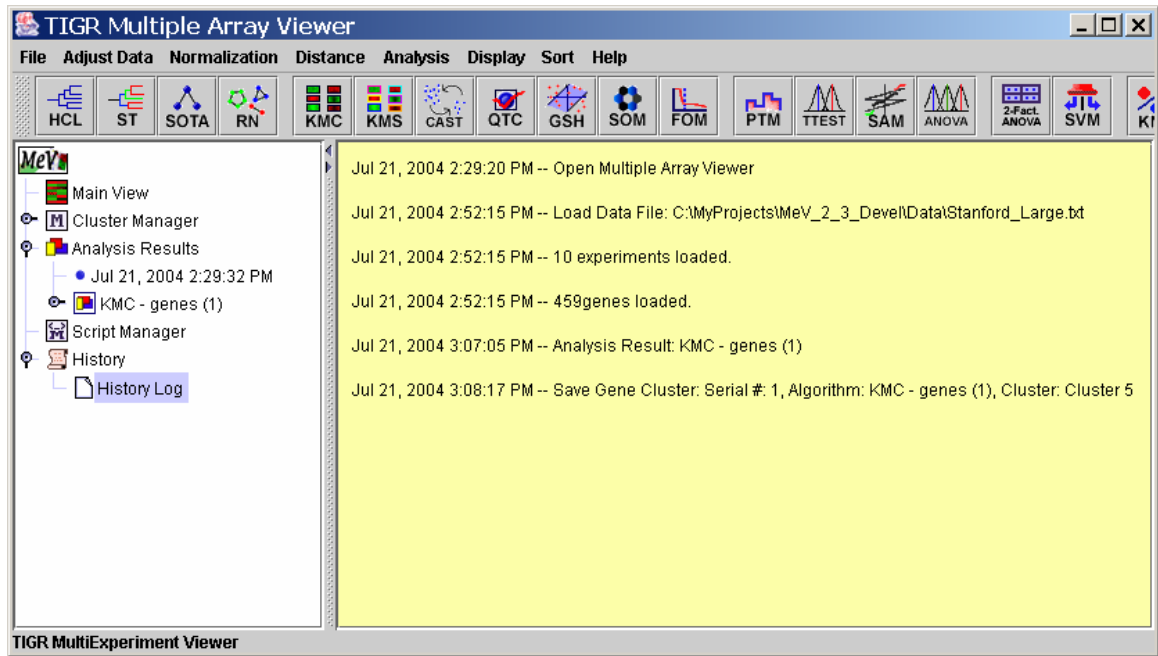 TIGR Multiple Array Viewer
File Adjust Data Normalization Distance Analysis Display Sort Help
HCL ST SOTA RN KMC KMS CAST QTC GSH SOM FOM PTM TTEST SAM ANOVA 2-Fact. ANOVA SVM
MeV
Main View
M Cluster Manager
Analysis Results
Jul 21, 2004 2:29:32 PM
KMC - genes (1)
Script Manager
History
History Log
Jul 21, 2004 2:29:20 PM -- Open Multiple Array Viewer
Jul 21, 2004 2:52:15 PM -- Load Data File: C:\MyProjects\MeV_2_3_Devel\Data\Stanford_Large.txt
Jul 21, 2004 2:52:15 PM -- 10 experiments loaded.
Jul 21, 2004 2:52:15 PM -- 459genes loaded.
Jul 21, 2004 3:07:05 PM -- Analysis Result: KMC - genes (1)
Jul 21, 2004 3:08:17 PM -- Save Gene Cluster: Serial #: 1, Algorithm: KMC - genes (1), Cluster: Cluster 5
TIGR MultiExperiment Viewer